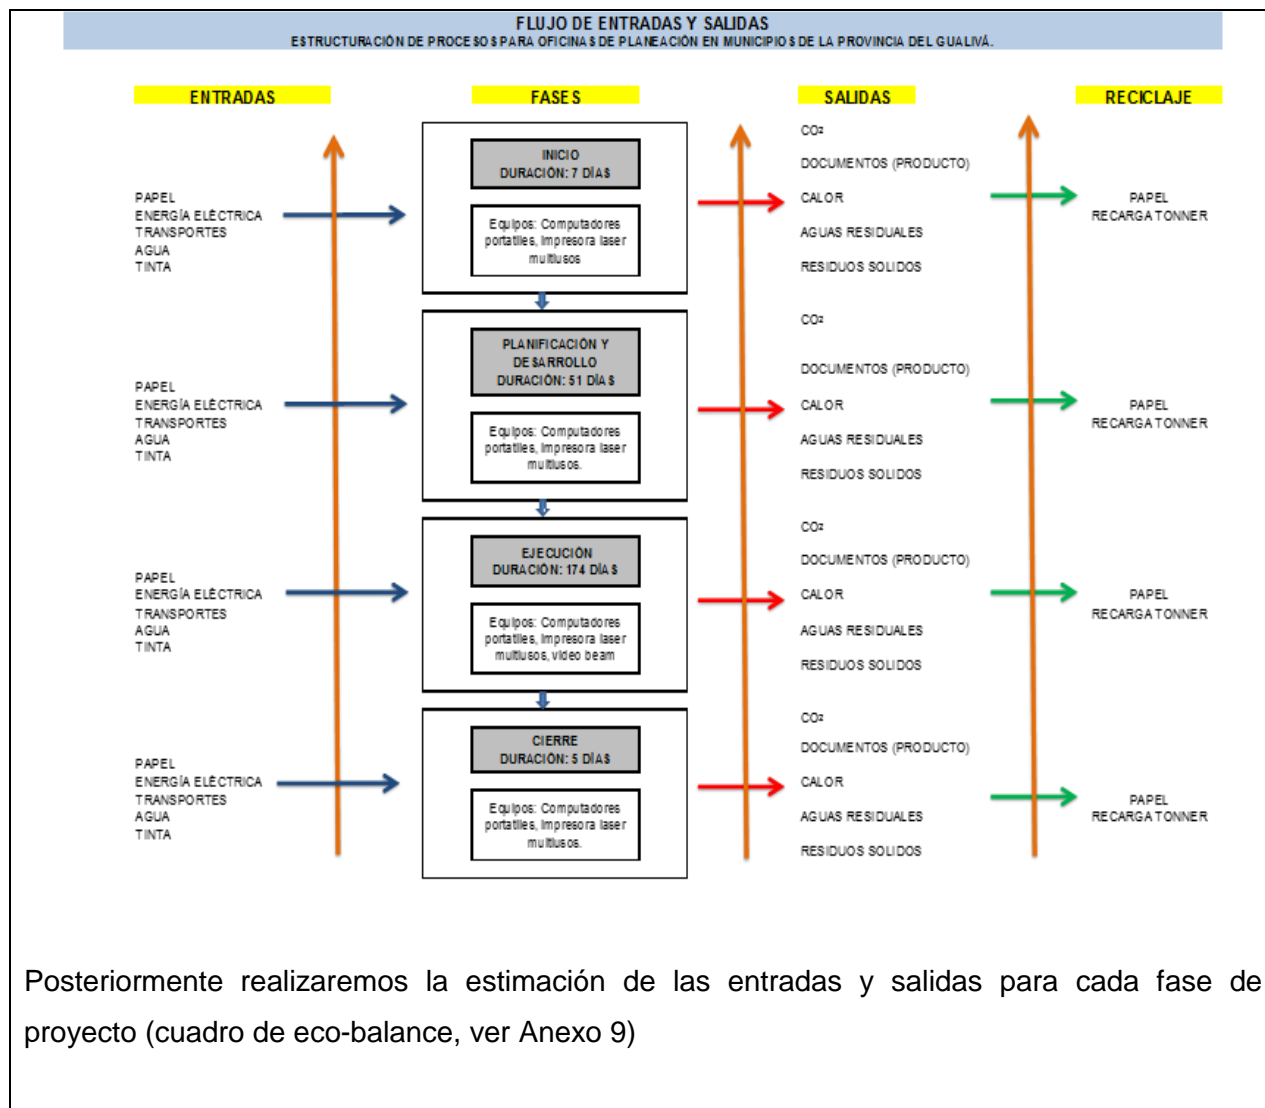 FLUJO DE ENTRADAS Y SALIDAS
ESTRUCTURACIÓN DE PROCESOS PARA OFICINAS DE PLANEACIÓN EN MUNICIPIOS DE LA PROVINCIA DEL GUALIVÁ.
ENTRADAS
FASES
SALIDAS
RECICLAJE
PAPEL
ENERGÍA ELÉCTRICA
TRANSPORTES
AGUA
TINTA
INICIO
DURACIÓN: 7 DÍAS
Equipos: Computadores
portatiles, impresora laser
multiusos
CO2
DOCUMENTOS (PRODUCTO)
CALOR
AGUAS RESIDUALES
RESIDUOS SOLIDOS
PAPEL
RECARGA TONNER
PAPEL
ENERGÍA ELÉCTRICA
TRANSPORTES
AGUA
TINTA
PLANIFICACIÓN Y
DESARROLLO
DURACIÓN: 51 DÍAS
Equipos: Computadores
portatiles, impresora laser
multiusos.
CO2
DOCUMENTOS (PRODUCTO)
CALOR
AGUAS RESIDUALES
RESIDUOS SOLIDOS
PAPEL
RECARGA TONNER
PAPEL
ENERGÍA ELÉCTRICA
TRANSPORTES
AGUA
TINTA
EJECUCIÓN
DURACIÓN: 174 DÍAS
Equipos: Computadores
portatiles, impresora laser
multiusos, video beam
CO2
DOCUMENTOS (PRODUCTO)
CALOR
AGUAS RESIDUALES
RESIDUOS SOLIDOS
PAPEL
RECARGA TONNER
PAPEL
ENERGÍA ELÉCTRICA
TRANSPORTES
AGUA
TINTA
CIERRE
DURACIÓN: 5 DÍAS
Equipos: Computadores
portatiles, impresora laser
multiusos.
CO2
DOCUMENTOS (PRODUCTO)
CALOR
AGUAS RESIDUALES
RESIDUOS SOLIDOS
PAPEL
RECARGA TONNER
Posteriormente realizaremos la estimación de las entradas y salidas para cada fase de
proyecto (cuadro de eco-balance, ver Anexo 9)